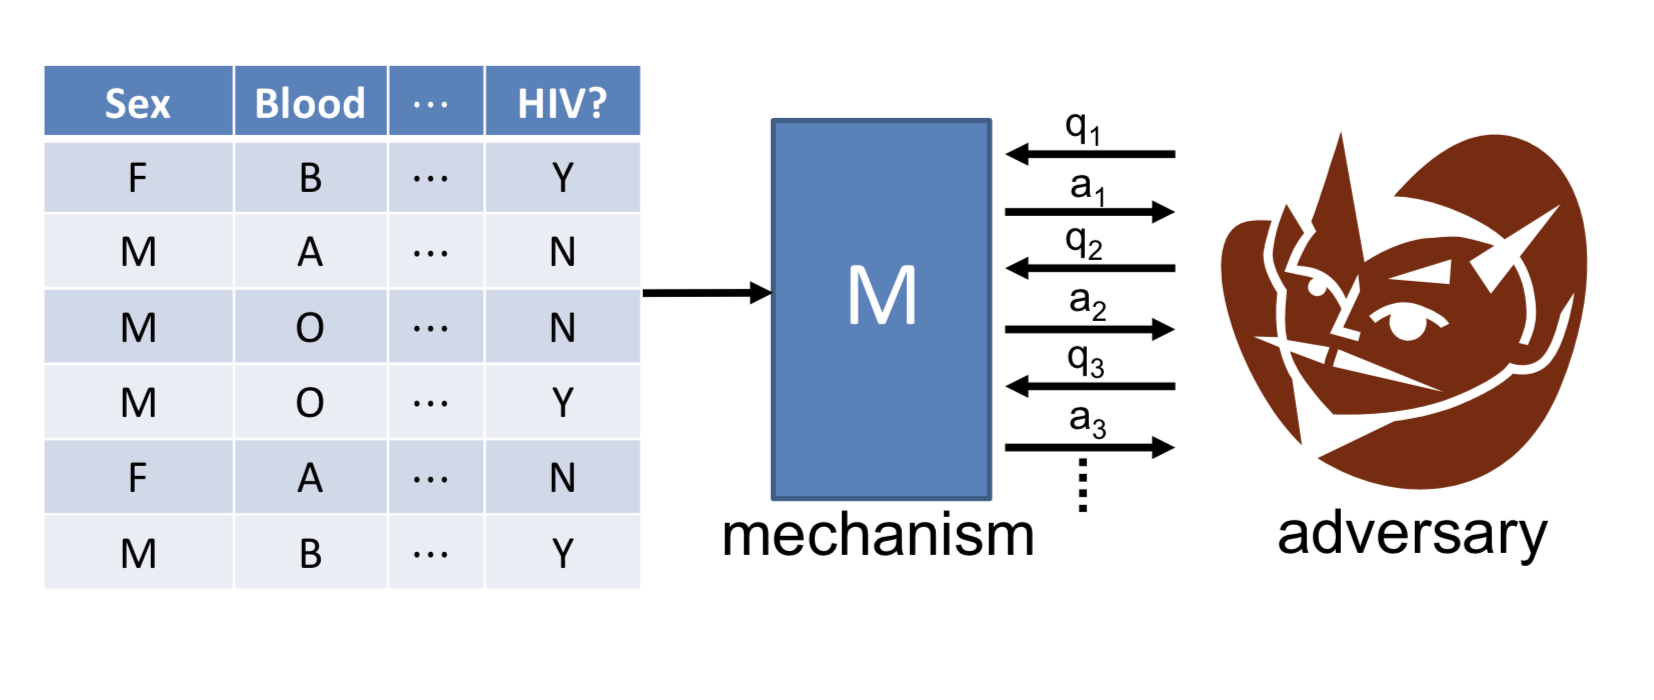 Sex Blood ... HIV?
F B ... Y
M A ... N
M O ... N
M O ... Y
F A ... N
M B ... Y
M
mechanism
q1
a1
q2
a2
q3
a3
adversary